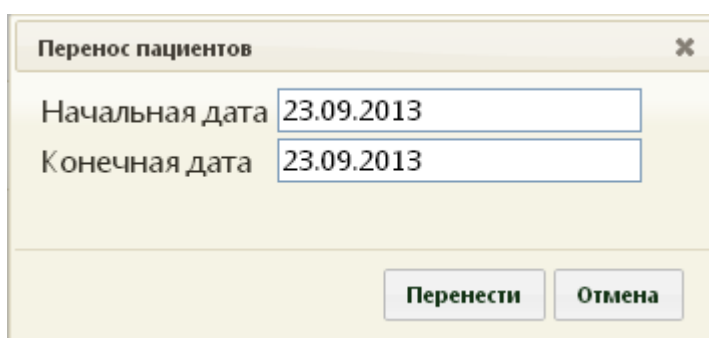 Перенос пациентов
Начальная дата 23.09.2013
Конечная дата 23.09.2013
Перенести Отмена